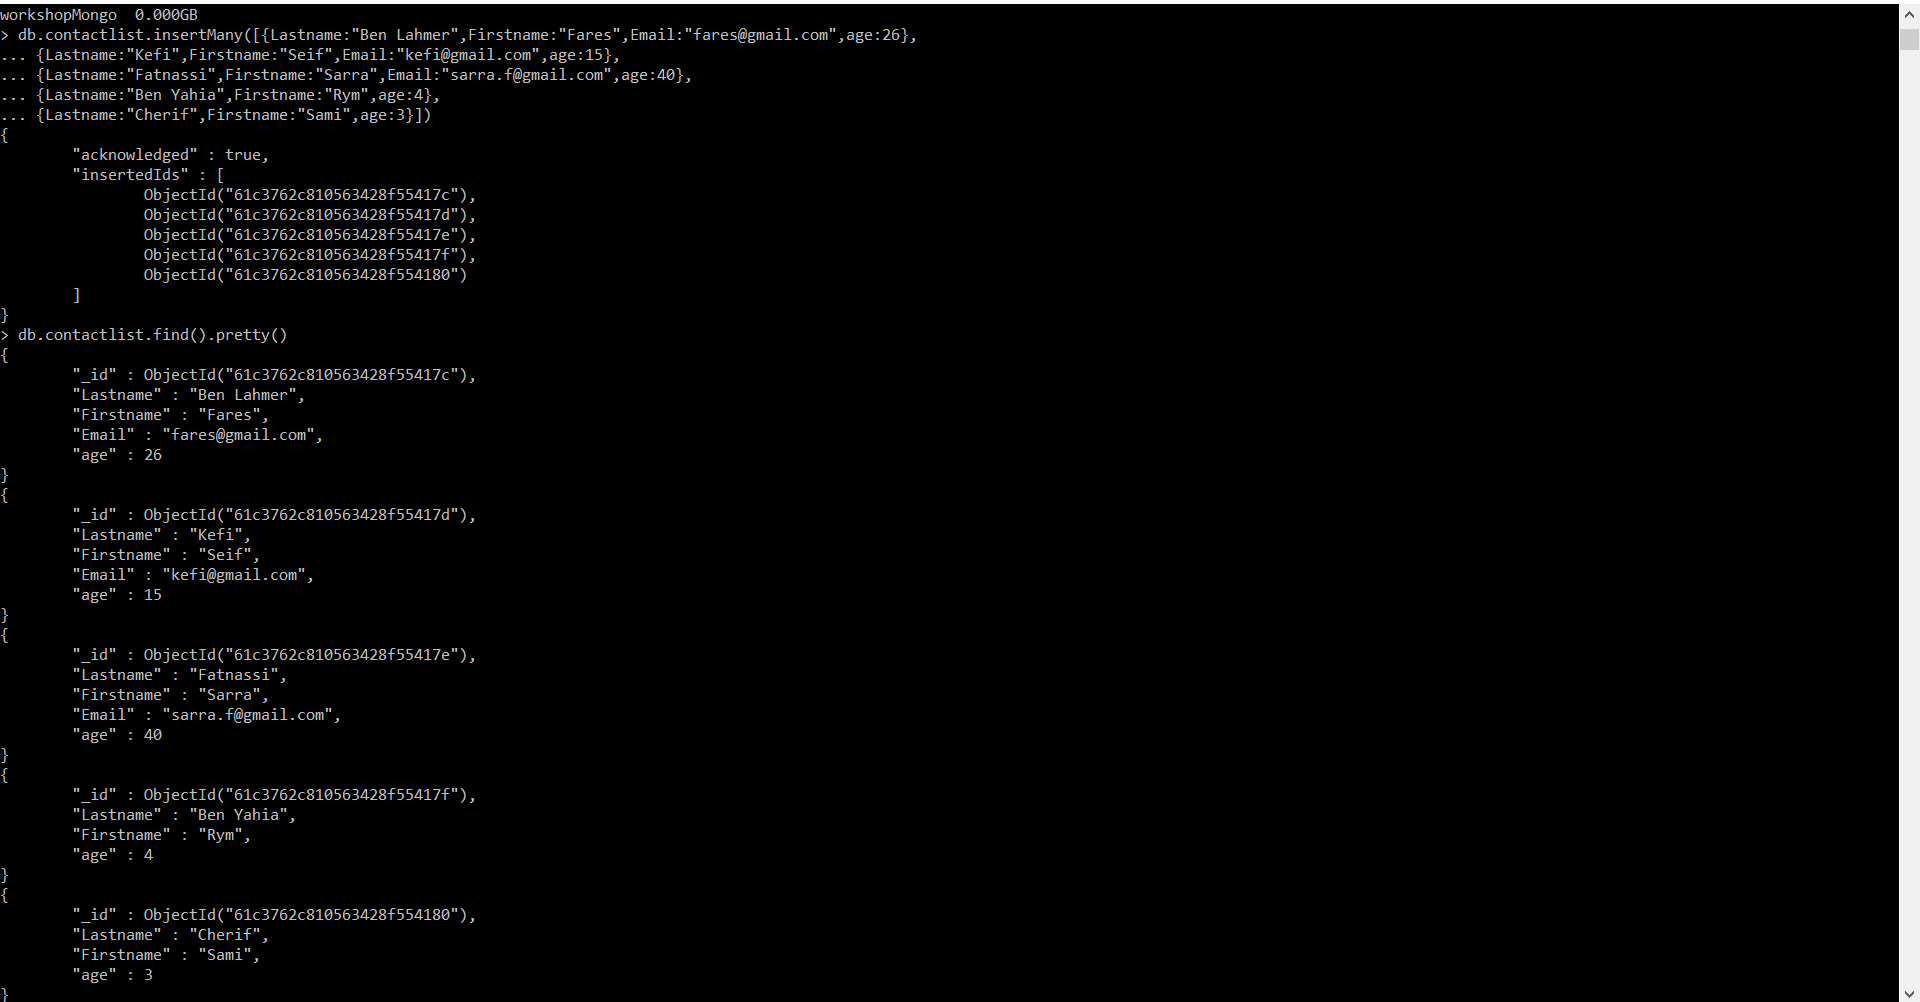 workshopMongo  0.000GB
> db.contactlist.insertMany([{Lastname:"Ben Lahmer",Firstname:"Fares",Email:"fares@gmail.com",age:26},
... {Lastname:"Kefi",Firstname:"Seif",Email:"kefi@gmail.com",age:15},
... {Lastname:"Fatnassi",Firstname:"Sarra",Email:"sarra.f@gmail.com",age:40},
... {Lastname:"Ben Yahia",Firstname:"Rym",age:4},
... {Lastname:"Cherif",Firstname:"Sami",age:3}])
{
        "acknowledged" : true,
        "insertedIds" : [
                ObjectId("61c3762c810563428f55417c"),
                ObjectId("61c3762c810563428f55417d"),
                ObjectId("61c3762c810563428f55417e"),
                ObjectId("61c3762c810563428f55417f"),
                ObjectId("61c3762c810563428f554180")
        ]
}
> db.contactlist.find().pretty()
{
        "_id" : ObjectId("61c3762c810563428f55417c"),
        "Lastname" : "Ben Lahmer",
        "Firstname" : "Fares",
        "Email" : "fares@gmail.com",
        "age" : 26
}
{
        "_id" : ObjectId("61c3762c810563428f55417d"),
        "Lastname" : "Kefi",
        "Firstname" : "Seif",
        "Email" : "kefi@gmail.com",
        "age" : 15
}
{
        "_id" : ObjectId("61c3762c810563428f55417e"),
        "Lastname" : "Fatnassi",
        "Firstname" : "Sarra",
        "Email" : "sarra.f@gmail.com",
        "age" : 40
}
{
        "_id" : ObjectId("61c3762c810563428f55417f"),
        "Lastname" : "Ben Yahia",
        "Firstname" : "Rym",
        "age" : 4
}
{
        "_id" : ObjectId("61c3762c810563428f554180"),
        "Lastname" : "Cherif",
        "Firstname" : "Sami",
        "age" : 3
}